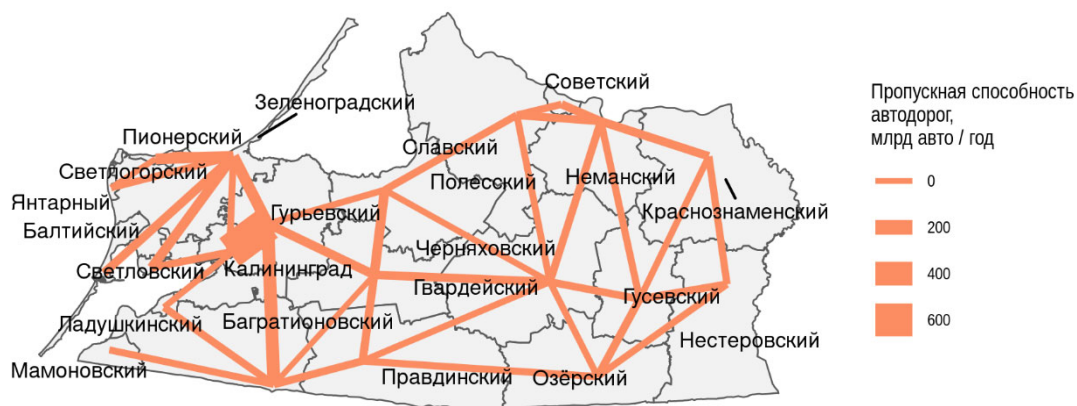 Советский
Зеленоградский
Пионерский
Светлогорский
Славский
Полесский
Неманский
Янтарный
Краснознаменский
Гурьевский
Балтийский
Черняховский
Светловский
Калининград
Гвардейский
Гусевский
Ладушкинский
Багратионовский
Нестеровский
Мамоновский
Правдинский
Озёрский
Пропускная способность
автодорог,
млрд авто / год
0
200
400
600